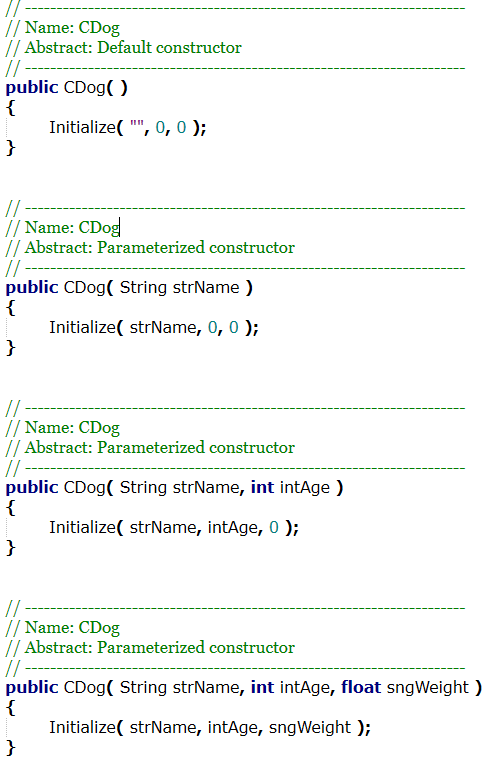 // ----------------------------------------------------------------------
// Name: CDog
// Abstract: Default constructor
// ----------------------------------------------------------------------
public CDog( )
{
Initialize( "", 0, 0 );
}
// ----------------------------------------------------------------------
// Name: CDog
// Abstract: Parameterized constructor
// ----------------------------------------------------------------------
public CDog( String strName )
{
Initialize( strName, 0, 0 );
}
// ----------------------------------------------------------------------
// Name: CDog
// Abstract: Parameterized constructor
// ----------------------------------------------------------------------
public CDog( String strName, int intAge )
{
Initialize( strName, intAge, 0 );
}
// ----------------------------------------------------------------------
// Name: CDog
// Abstract: Parameterized constructor
// ----------------------------------------------------------------------
public CDog( String strName, int intAge, float sngWeight )
{
Initialize( strName, intAge, sngWeight );
}